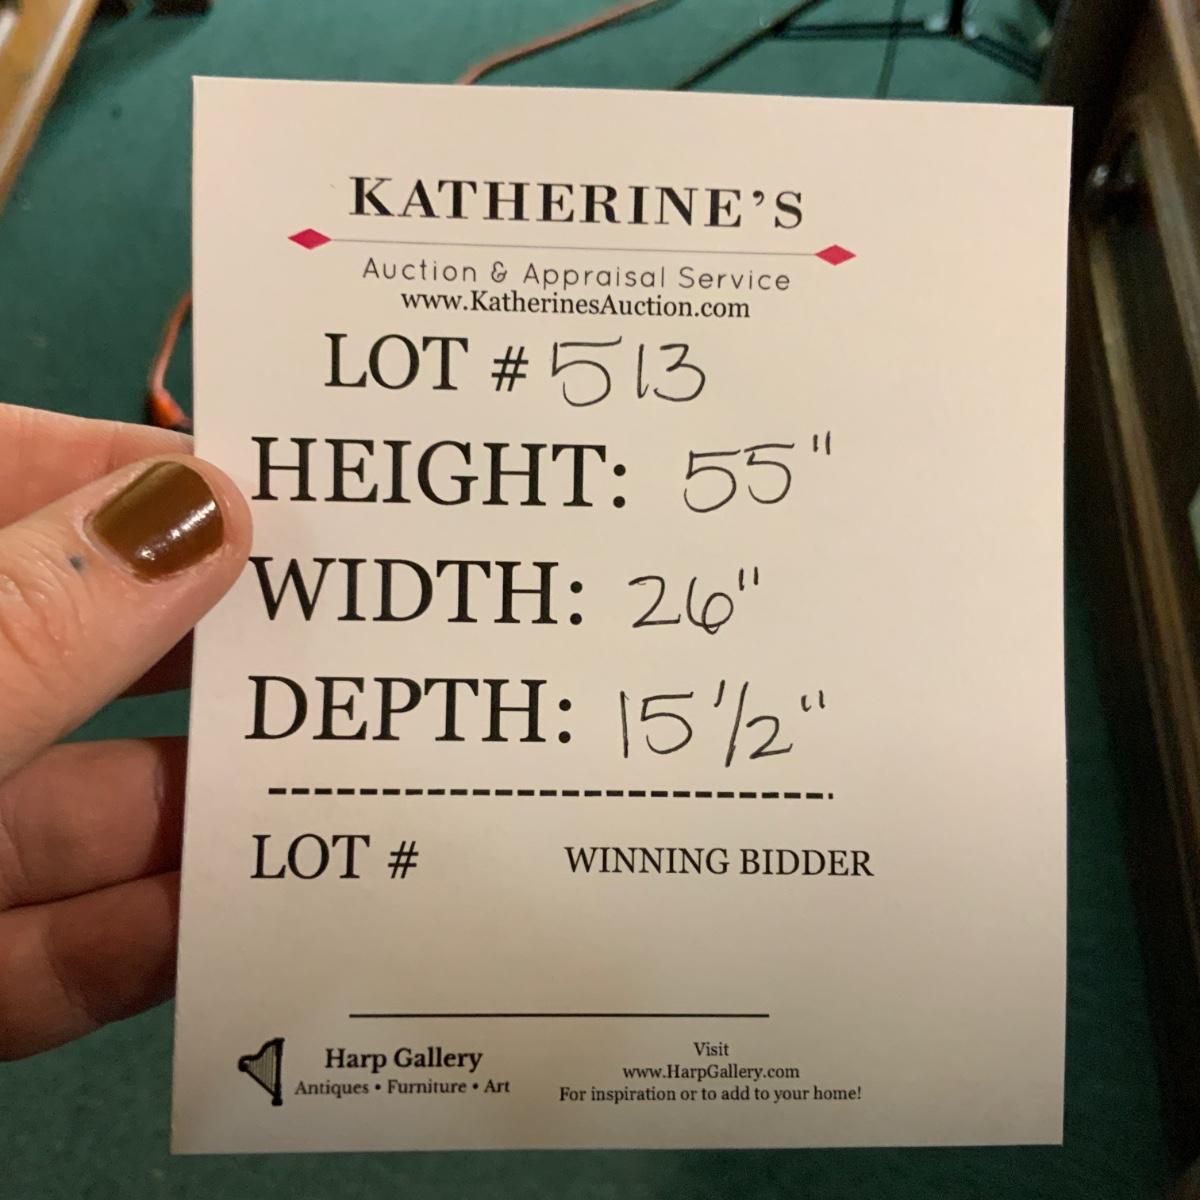 KATHERINE'S
Auction & Appraisal Service
www.KatherinesAuction.com
LOT # 513
HEIGHT: 55"
WIDTH: 26"
DEPTH: 15 1/2"
LOT # WINNING BIDDER
Harp Gallery
Antiques • Furniture • Art
Visit
www.HarpGallery.com
For inspiration or to add to your home!